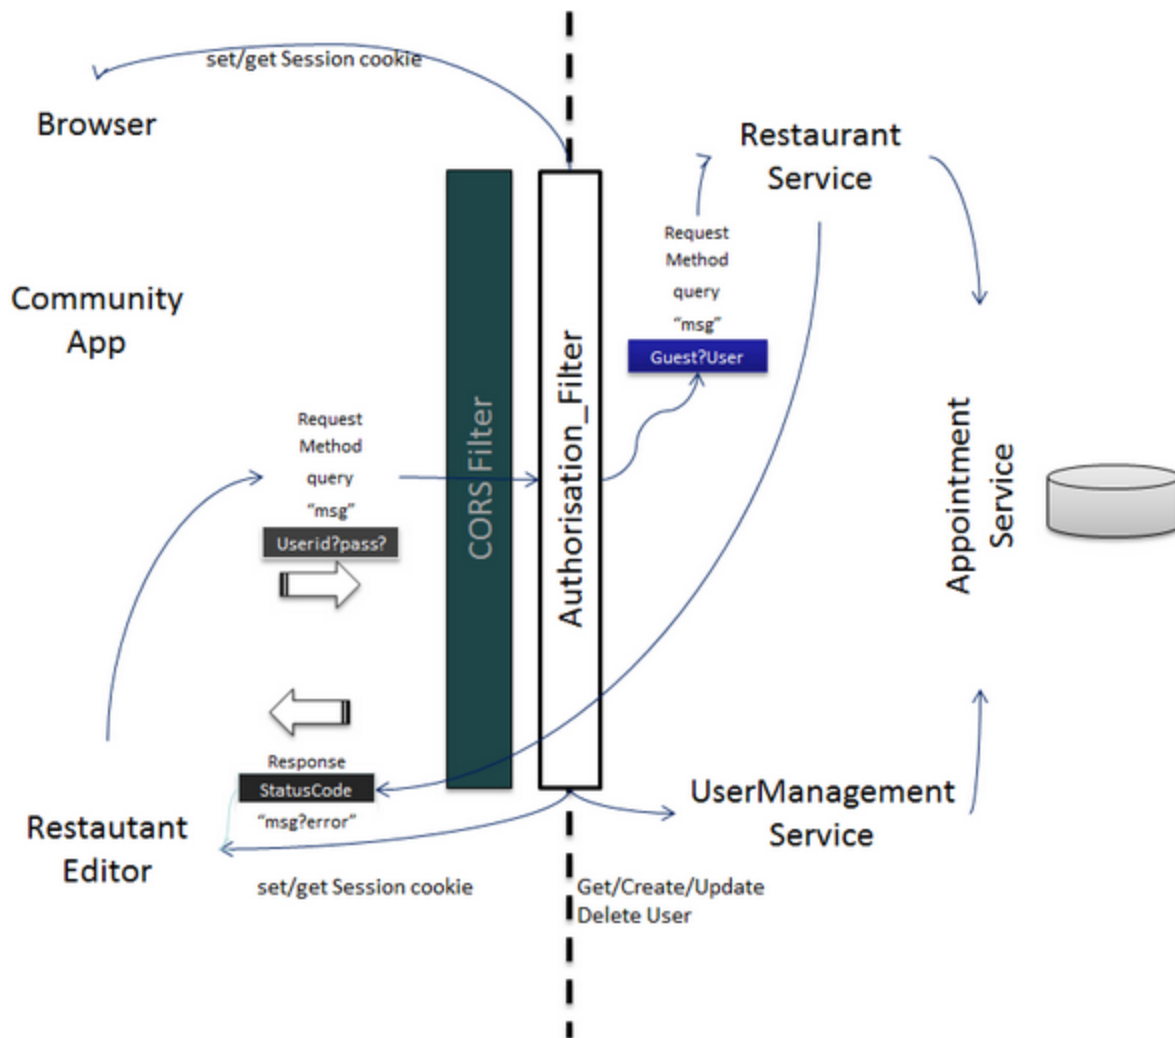 set/get Session cookie
Browser
Restaurant
Service
Request
Method
query
“msg”
Guest?User
Community
App
Request
Method
query
“msg”
Userid?pass?
CORS Filter
Authorisation_Filter
Appointment
Service
Response
StatusCode
“msg?error”
Restautant
Editor
UserManagement
Service
set/get Session cookie
Get/Create/Update
Delete User